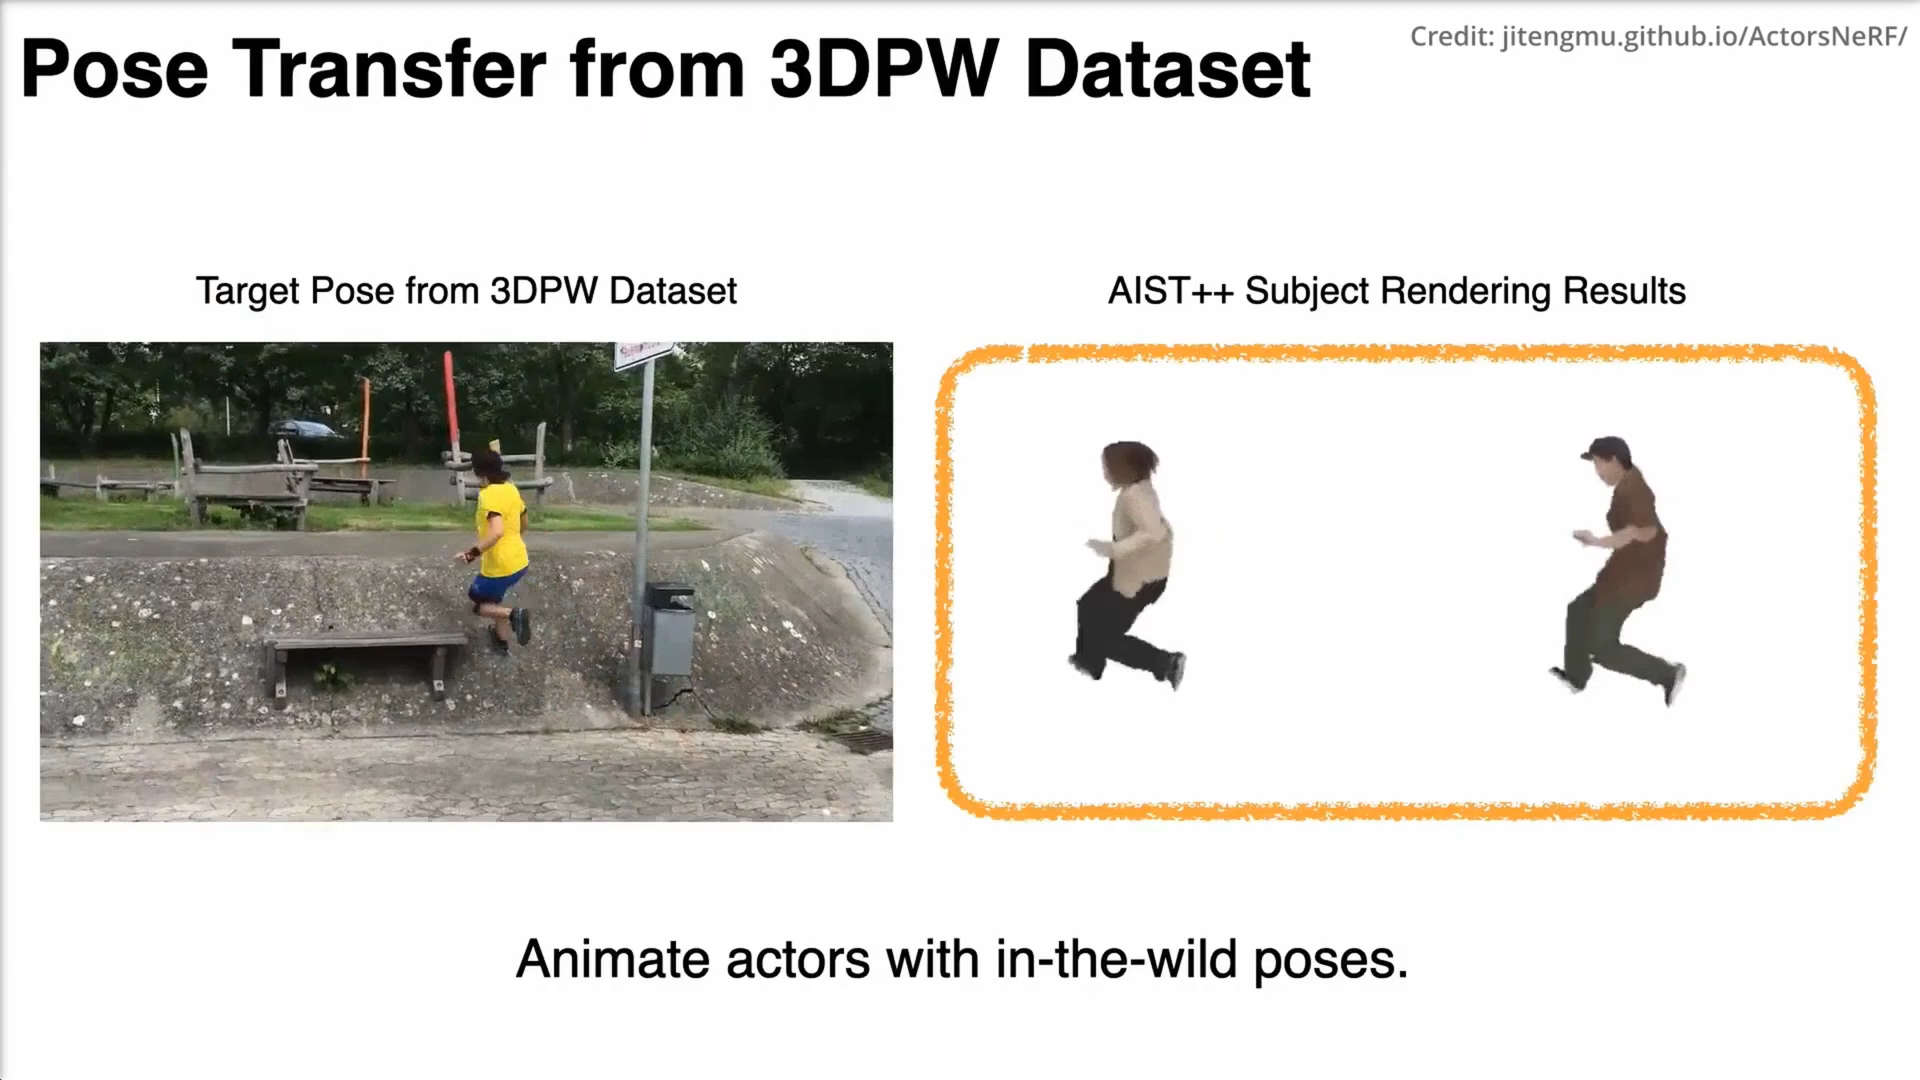 Credit: jitengmu.github.io/ActorsNeRF/
Pose Transfer from 3DPW Dataset
Target Pose from 3DPW Dataset
AIST++ Subject Rendering Results
Animate actors with in-the-wild poses.